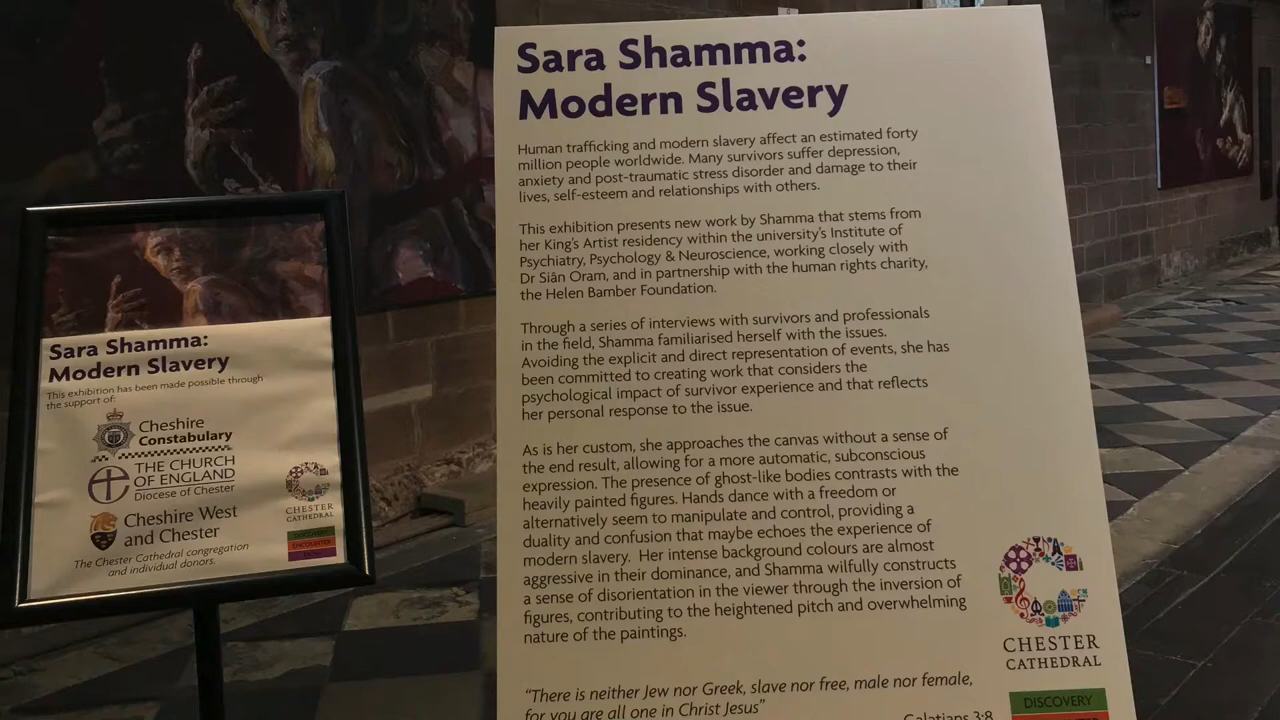 Sara Shamma:
Modern Slavery
This exhibition has been made possible through
the support of:
Cheshire
Constabulary
THE CHURCH
OF ENGLAND
Diocese of Chester
Cheshire West
and Chester
CHESTER
CATHEDRAL
DISCOVERY
ENCOUNTER
The Chester Cathedral congregation
and individual donors.
Sara Shamma:
Modern Slavery
Human trafficking and modern slavery affect an estimated forty
million people worldwide. Many survivors suffer depression,
anxiety and post-traumatic stress disorder and damage to their
lives, self-esteem and relationships with others.
This exhibition presents new work by Shamma that stems from
her King's Artist residency within the university's Institute of
Psychiatry, Psychology & Neuroscience, working closely with
Dr Siân Oram, and in partnership with the human rights charity,
the Helen Bamber Foundation.
Through a series of interviews with survivors and professionals
in the field, Shamma familiarised herself with the issues.
Avoiding the explicit and direct representation of events, she has
been committed to creating work that considers the
psychological impact of survivor experience and that reflects
her personal response to the issue.
As is her custom, she approaches the canvas without a sense of
the end result, allowing for a more automatic, subconscious
expression. The presence of ghost-like bodies contrasts with the
heavily painted figures. Hands dance with a freedom or
alternatively seem to manipulate and control, providing a
duality and confusion that maybe echoes the experience of
modern slavery. Her intense background colours are almost
aggressive in their dominance, and Shamma wilfully constructs
a sense of disorientation in the viewer through the inversion of
figures, contributing to the heightened pitch and overwhelming
nature of the paintings.
"There is neither Jew nor Greek, slave nor free, male nor female,
for you are all one in Christ Jesus"
Galatians 3:8
CHESTER
CATHEDRAL
DISCOVERY